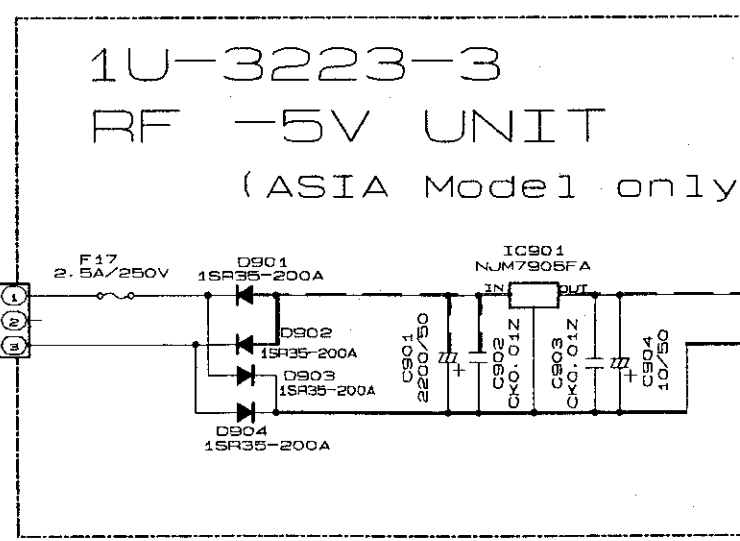 1U-3223-3
RF -5V UNIT
(ASIA Model only
F17
2.5A/250V
D901
1SR35-200A
IC901
NJM7905FA
IN
OUT
1
2
3
D902
1SR35-200A
D903
1SR35-200A
D904
1SR35-200A
C901
2200/50
+
C902
CK0.01Z
C903
CK0.01Z
C904
10/50
+